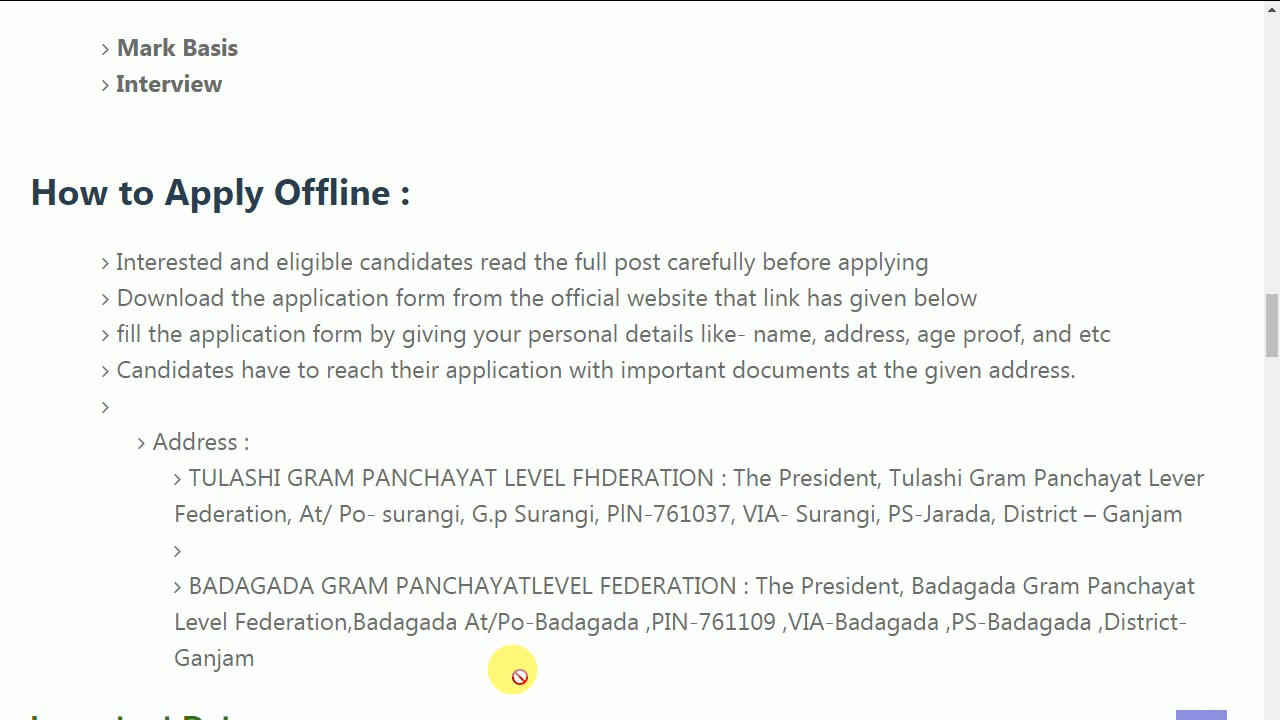 › Mark Basis
› Interview
How to Apply Offline :
› Interested and eligible candidates read the full post carefully before applying
› Download the application form from the official website that link has given below
› fill the application form by giving your personal details like- name, address, age proof, and etc
› Candidates have to reach their application with important documents at the given address.
›
› Address :
› TULASHI GRAM PANCHAYAT LEVEL FHDERATION : The President, Tulashi Gram Panchayat Lever
Federation, At/ Po- surangi, G.p Surangi, PlN-761037, VIA- Surangi, PS-Jarada, District – Ganjam
›
› BADAGADA GRAM PANCHAYATLEVEL FEDERATION : The President, Badagada Gram Panchayat
Level Federation,Badagada At/Po-Badagada ,PIN-761109 ,VIA-Badagada ,PS-Badagada ,District-
Ganjam